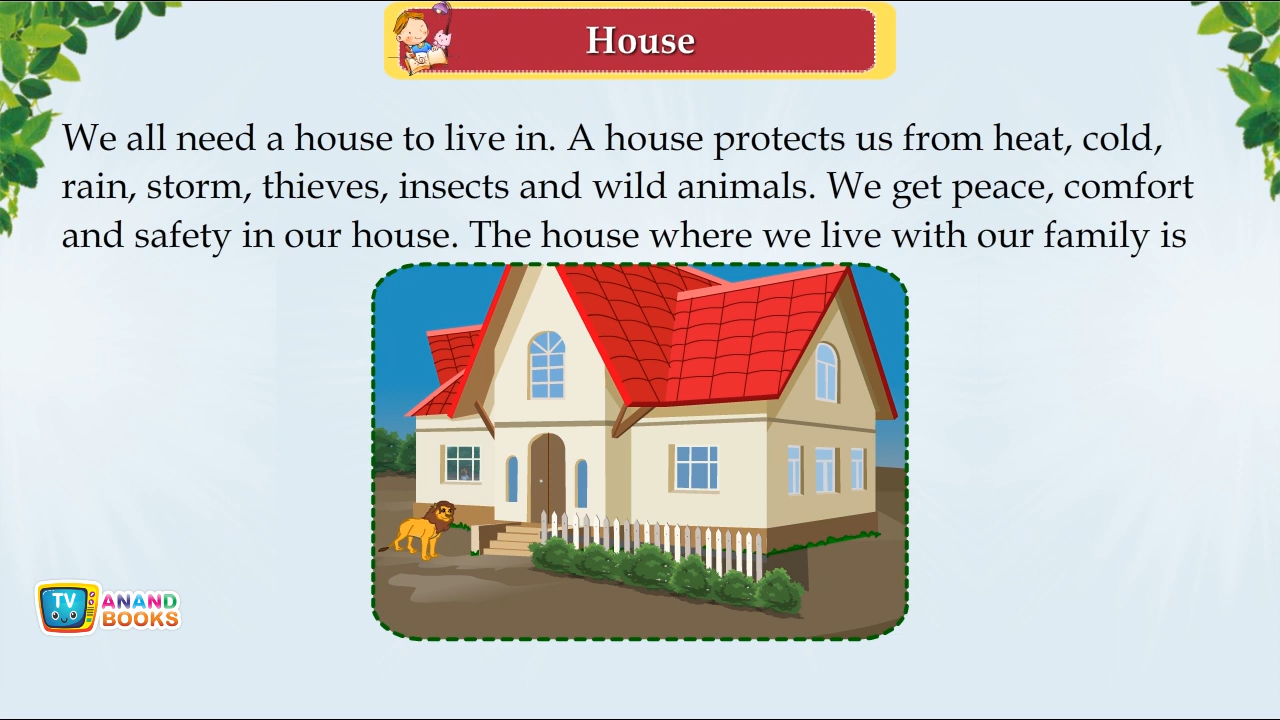 House
We all need a house to live in. A house protects us from heat, cold,
rain, storm, thieves, insects and wild animals. We get peace, comfort
and safety in our house. The house where we live with our family is
TV
ANAND
BOOKS